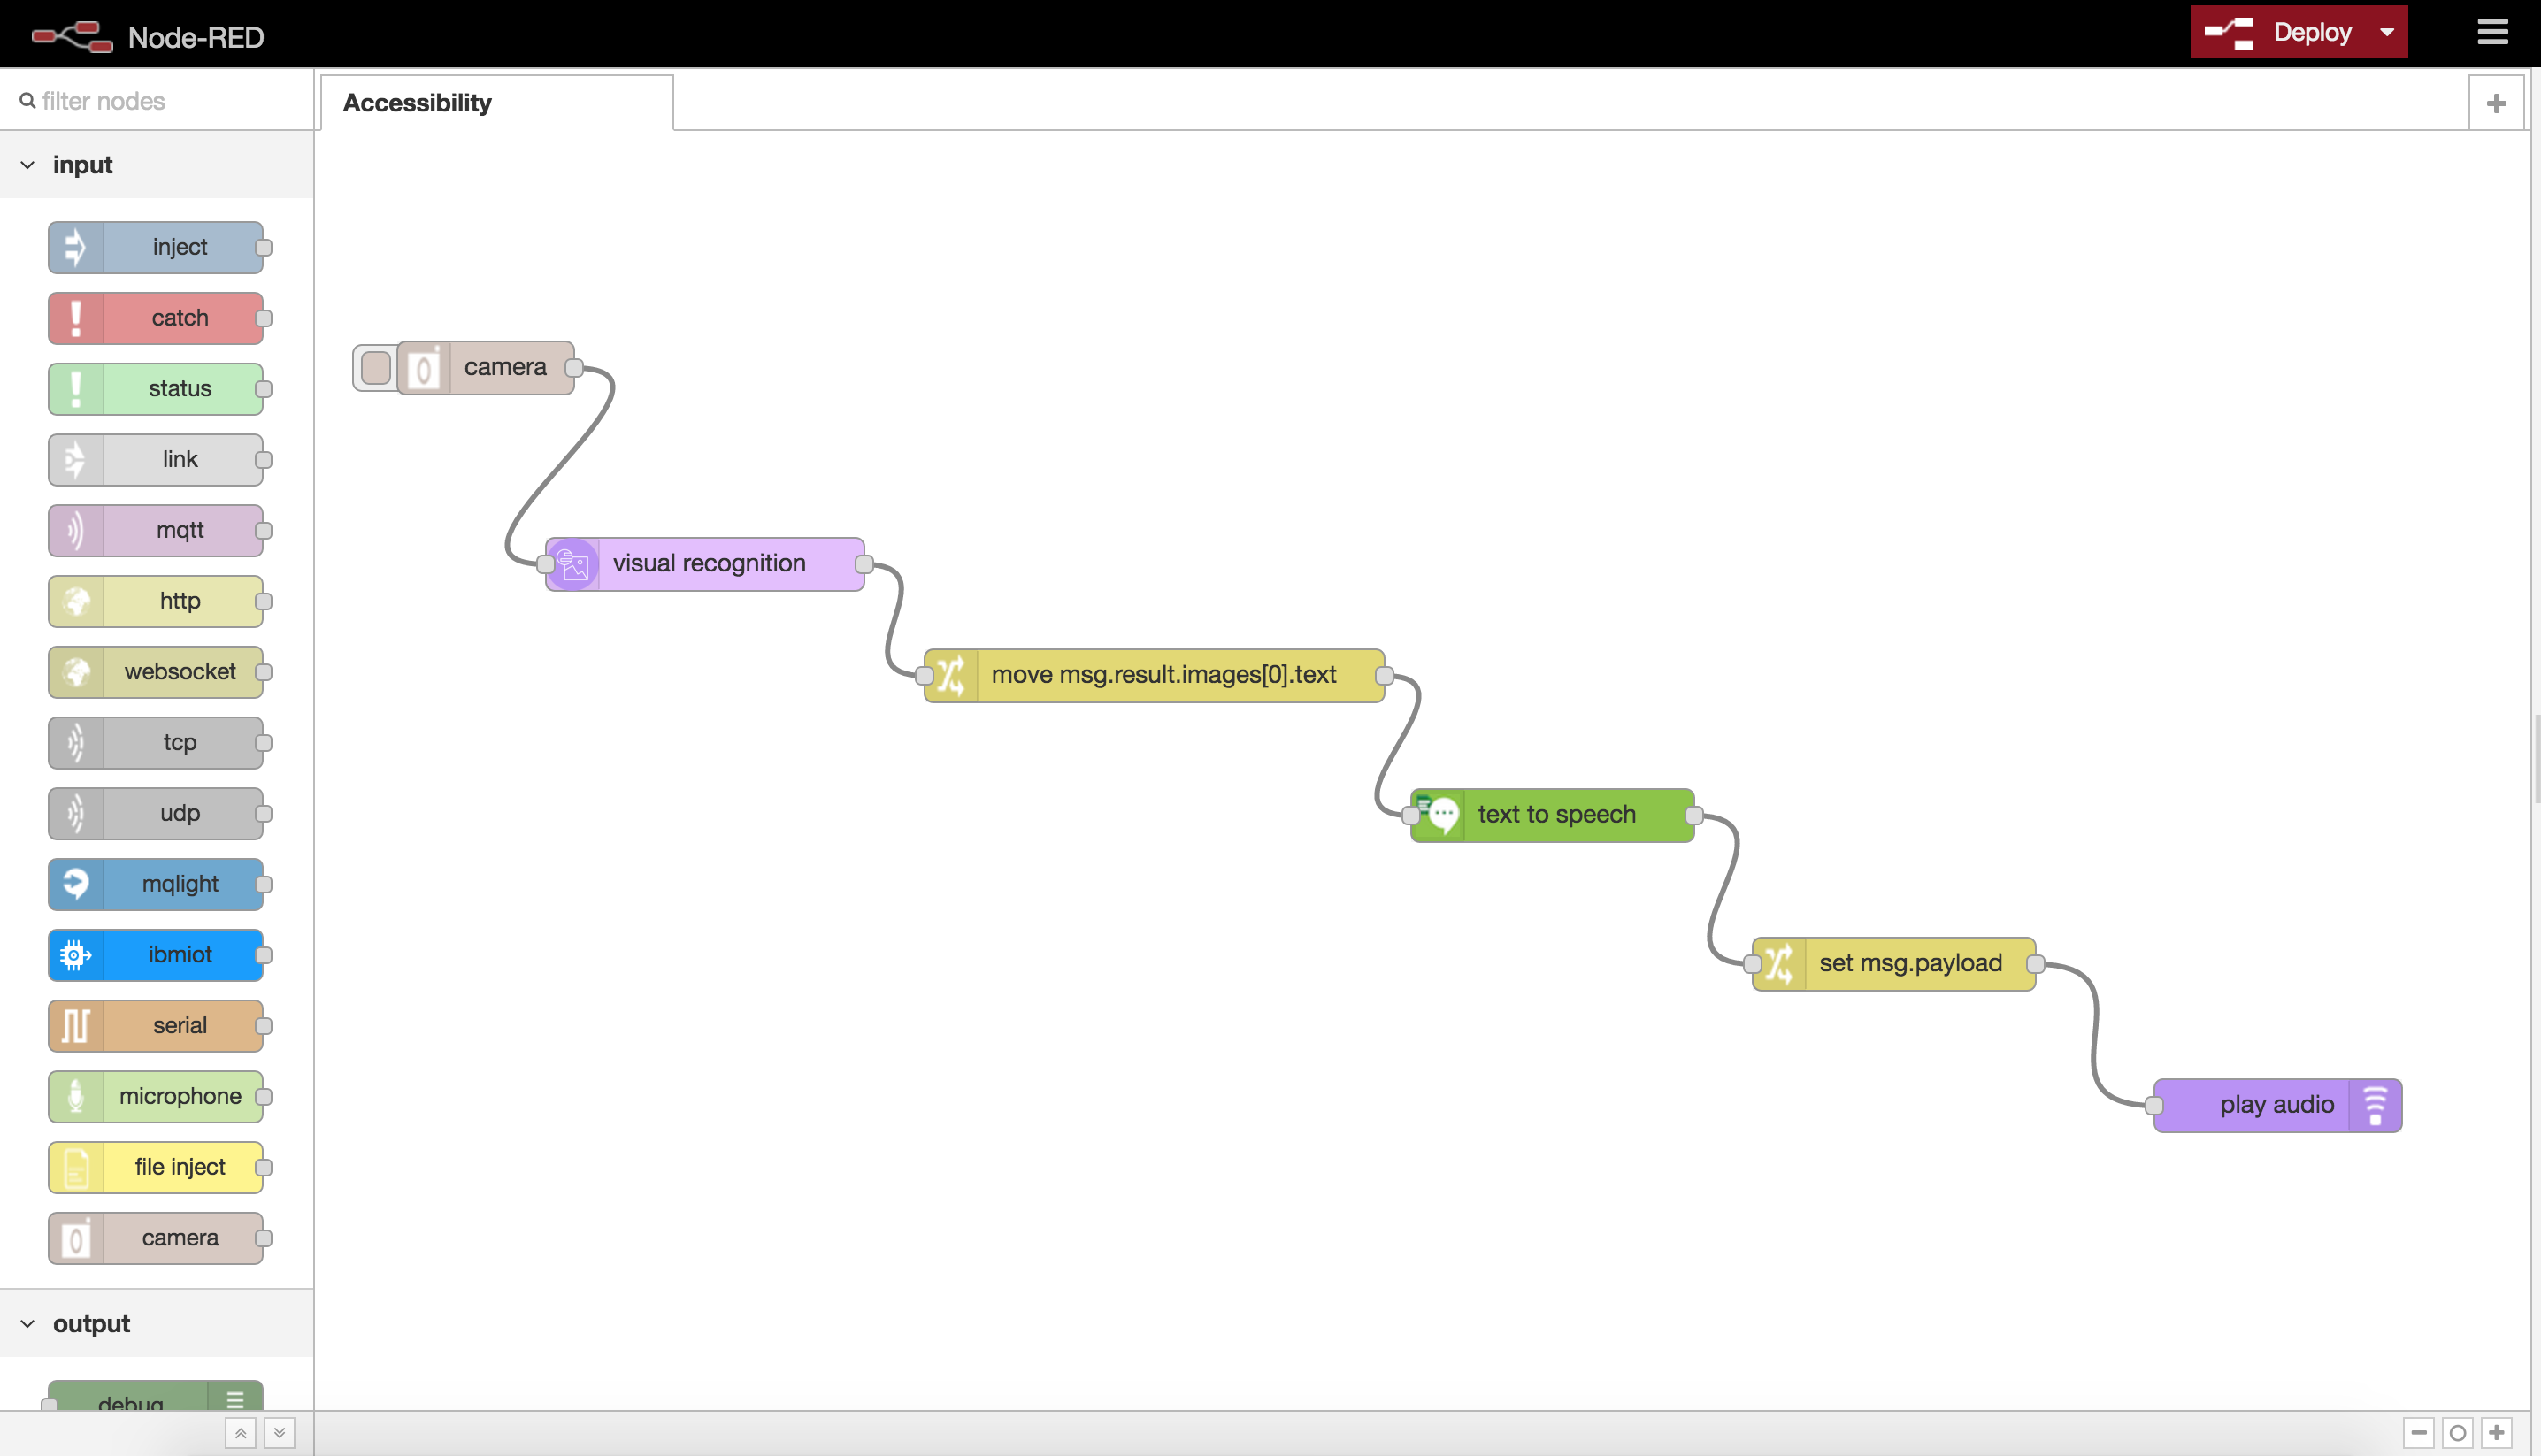 Node-RED
Deploy
filter nodes
Accessibility
input
inject
catch
status
link
mqtt
http
websocket
tcp
udp
mqlight
ibmiot
serial
microphone
file inject
camera
output
debug
camera
visual recognition
move msg.result.images[0].text
text to speech
set msg.payload
play audio